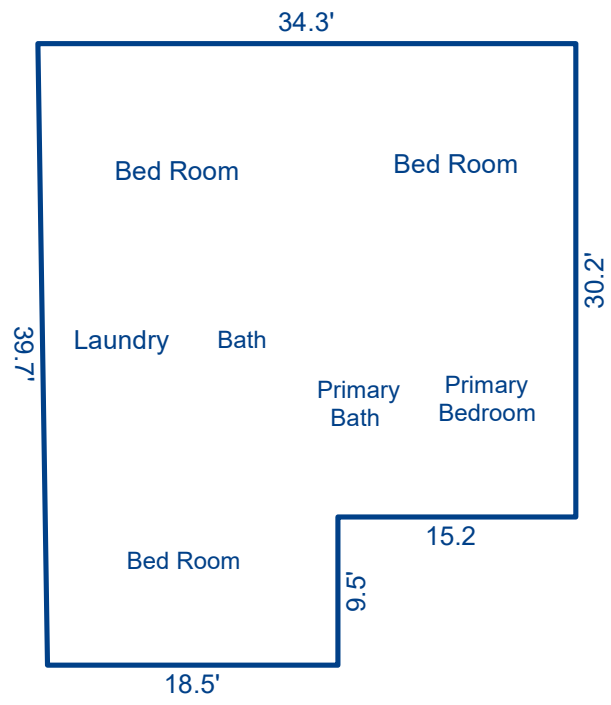 34.3'
Bed Room
Bed Room
30.2'
39.7'
Laundry
Bath
Primary
Bath
Primary
Bedroom
15.2
Bed Room
9.5'
18.5'